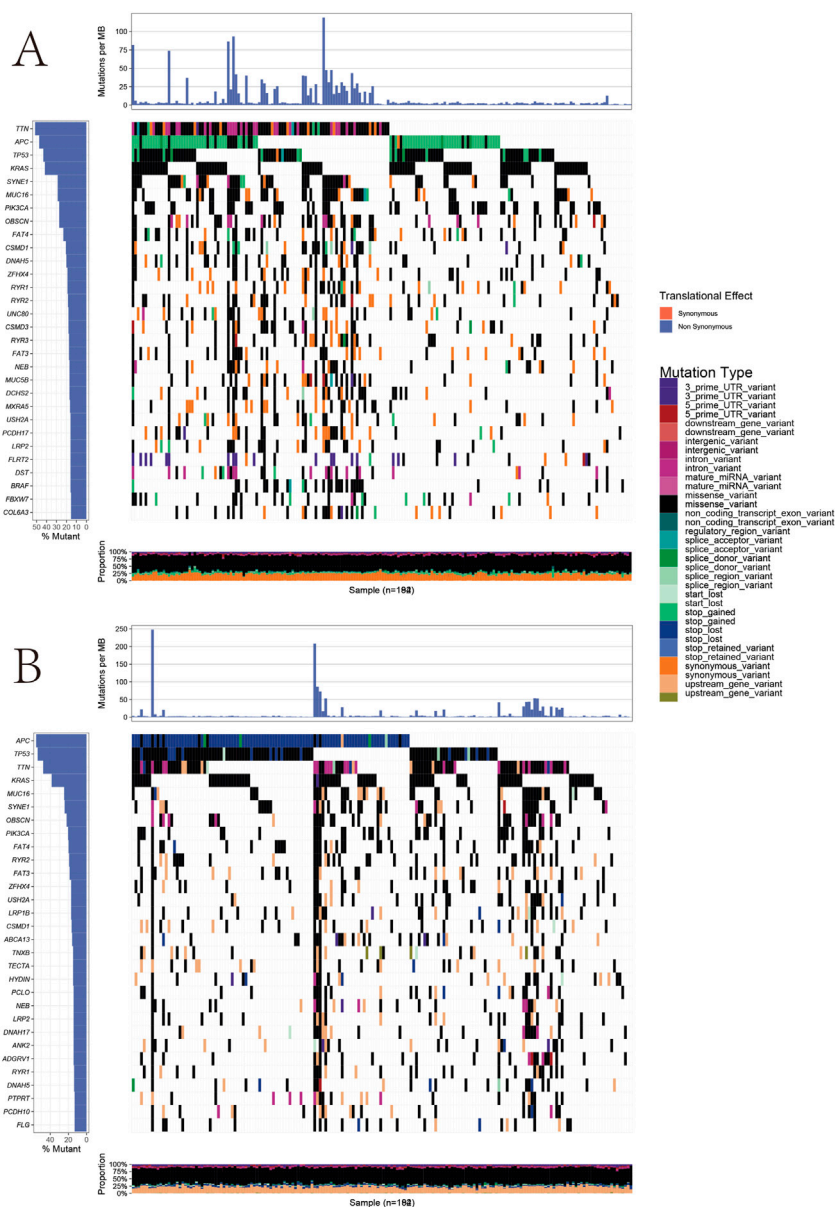 A
Mutations per MB
100
75
50
25
0
TTN
APC
TP53
KRAS
SYNE1
MUC16
PIK3CA
OBSCN
FAT4
CSMD1
DNAH5
ZFHX4
RYR1
RYR2
UNC80
CSMD3
RYR3
FAT3
NEB
MUC5B
DCHS2
MXRA5
USH2A
PCDH17
LRP2
FLRT2
DST
BRAF
FBXW7
COL6A3
50 40 30 20 10 0
% Mutant
Proportion
100%
75%
50%
25%
0%
Translational Effect
Synonymous
Non Synonymous
Mutation Type
3_prime_UTR_variant
3_prime_UTR_variant
5_prime_UTR_variant
5_prime_UTR_variant
downstream_gene_variant
downstream_gene_variant
intergenic_variant
intergenic_variant
intron_variant
intron_variant
mature_miRNA_variant
mature_miRNA_variant
missense_variant
missense_variant
non_coding_transcript_exon_variant
non_coding_transcript_exon_variant
regulatory_region_variant
splice_acceptor_variant
splice_acceptor_variant
splice_donor_variant
splice_donor_variant
splice_region_variant
start_lost
start_lost
stop_gained
stop_gained
stop_lost
stop_lost
stop_retained_variant
stop_retained_variant
synonymous_variant
synonymous_variant
upstream_gene_variant
upstream_gene_variant
B
Mutations per MB
250
200
150
100
50
0
APC
TP53
TTN
KRAS
MUC16
SYNE1
OBSCN
PIK3CA
FAT4
RYR2
FAT3
ZFHX4
USH2A
LRP1B
CSMD1
ABCA13
TNXB
TECTA
HYDIN
PCLO
NEB
LRP2
DNAH17
ANK2
ADGRV1
RYR1
DNAH5
PTPRT
PCDH10
FLG
40 20 0
% Mutant
Proportion
100%
75%
50%
25%
0%